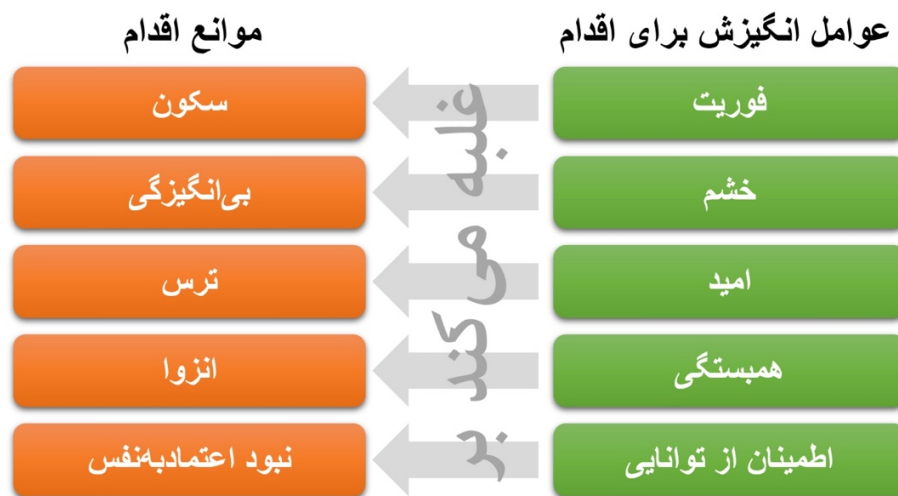 عوامل انگیزش برای اقدام
موانع اقدام
فوریت
سکون
خشم
بی‌انگیزگی
امید
ترس
همبستگی
انزوا
اطمینان از توانایی
نبود اعتمادبه‌نفس
غلبه می‌کند بر